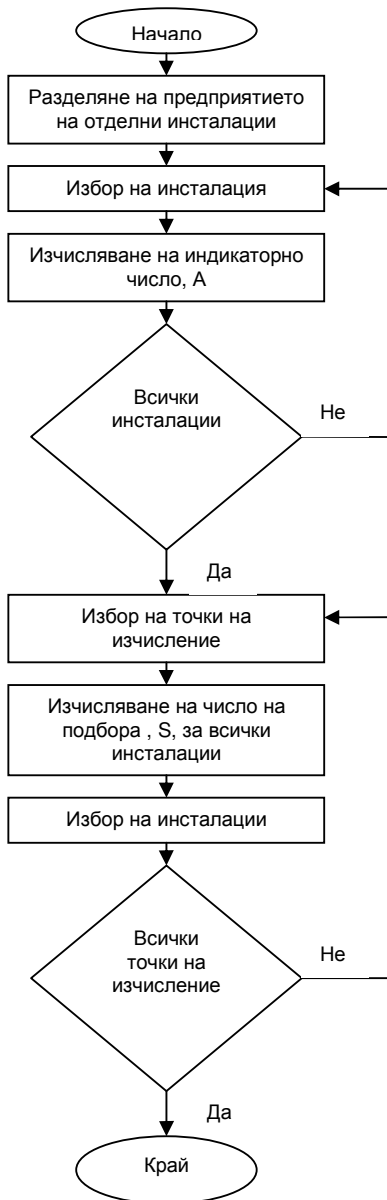 Начало
Разделяне на предприятието
на отделни инсталации
Избор на инсталация
Изчисляване на индикаторно
число, А
Всички
инсталации
Не
Да
Избор на точки на
изчисление
Изчисляване на число на
подбора , S, за всички
инсталации
Избор на инсталации
Всички
точки на
изчисление
Не
Да
Край